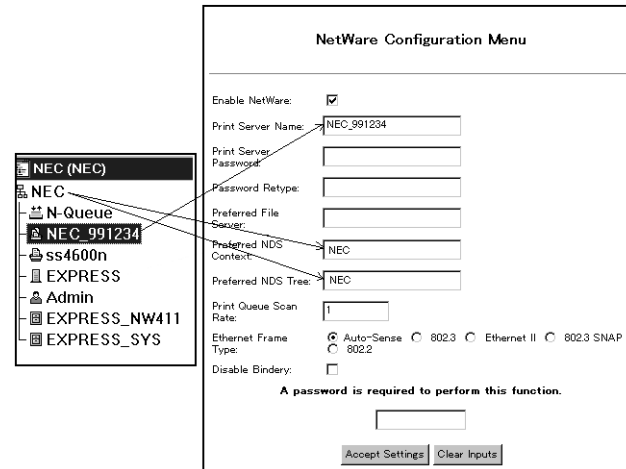 NEC (NEC)
NEC
N-Queue
NEC_991234
ss4600n
EXPRESS
Admin
EXPRESS_NW411
EXPRESS_SYS
NetWare Configuration Menu
Enable NetWare:
Print Server Name: NEC_991234
Print Server
Password:
Password Retype:
Preferred File
Server:
Preferred NDS
Context: NEC
Preferred NDS Tree: NEC
Print Queue Scan
Rate: 1
Ethernet Frame
Type: Auto-Sense 802.3 Ethernet II 802.3 SNAP
802.2
Disable Bindery:
A password is required to perform this function.
Accept Settings Clear Inputs